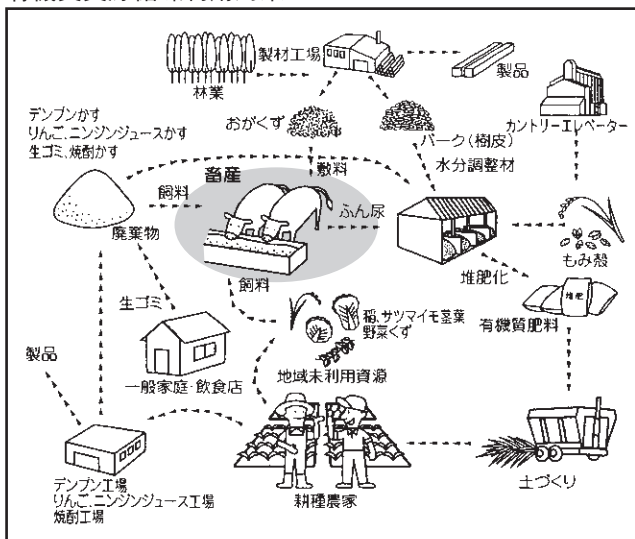 製材工場
製品
林業
カントリーエレベーター
デンプンかす
りんご、ニンジンジュースかす
生ゴミ、焼酎かす
おがくず
バーク(樹皮)
水分調整材
畜産
敷料
飼料
ふん尿
廃棄物
もみ殻
堆肥化
飼料
生ゴミ
堆肥
稲、サツマイモ茎葉
野菜くず
有機質肥料
製品
一般家庭・飲食店
地域未利用資源
デンプン工場
りんご、ニンジンジュース工場
焼酎工場
耕種農家
土づくり